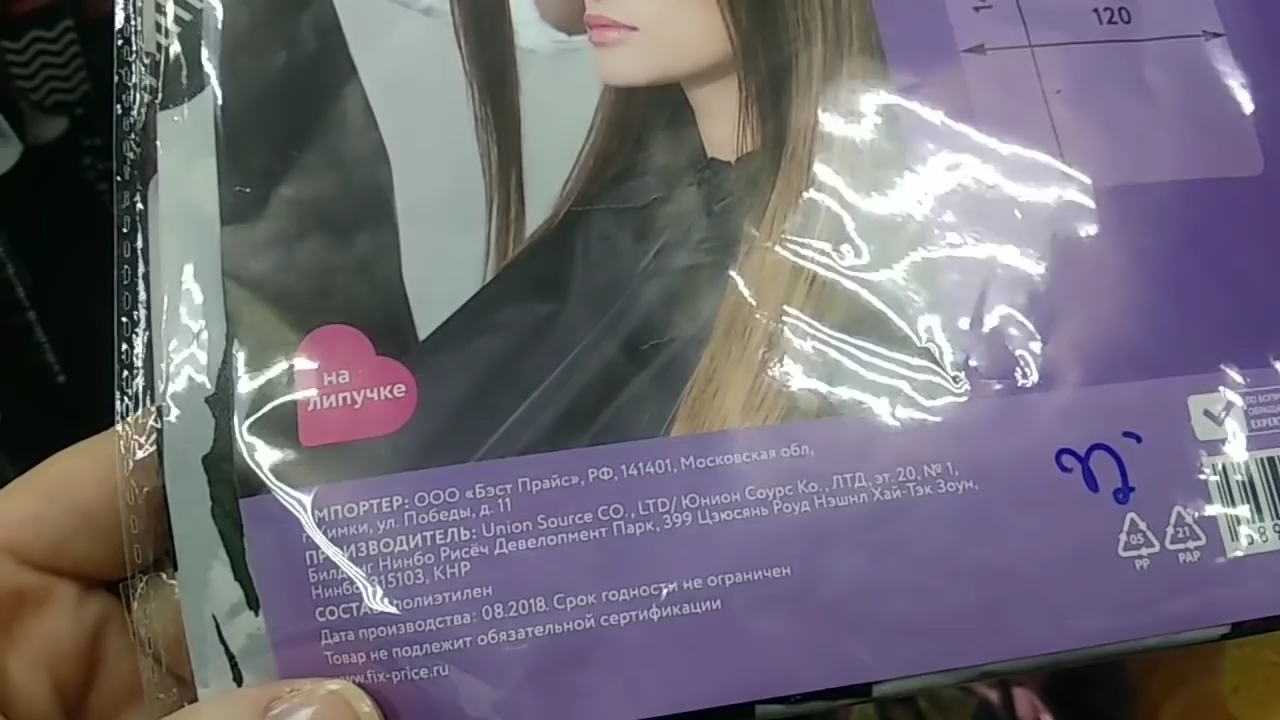 120
на
липучке
ИМПОРТЕР: ООО «Бэст Прайс», РФ, 141401, Московская обл,
г. Химки, ул. Победы, д. 11
ПРОИЗВОДИТЕЛЬ: Union Source CO., LTD/ Юнион Соурс Ко., ЛТД, эт. 20, № 1,
Билдинг Нинбо Рисёч Девелопмент Парк, 399 Цзюсянь Роуд Нэшнл Хай-Тэк Зоун,
Нинбо 315103, КНР
СОСТАВ: полиэтилен
Дата производства: 08.2018. Срок годности не ограничен
Товар не подлежит обязательной сертификации
www.fix-price.ru
05
PP
21
PAP